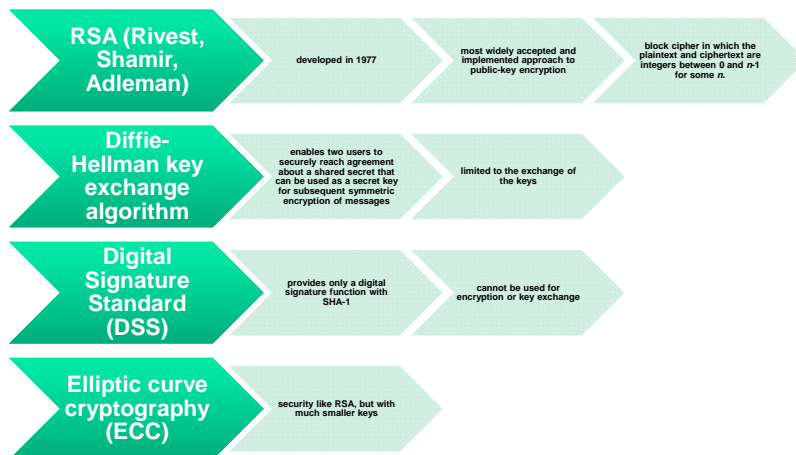 RSA (Rivest,
Shamir,
Adleman)
developed in 1977
most widely accepted and
implemented approach to
public-key encryption
block cipher in which the
plaintext and ciphertext are
integers between 0 and n-1
for some n.
Diffie-
Hellman key
exchange
algorithm
enables two users to
securely reach agreement
about a shared secret that
can be used as a secret key
for subsequent symmetric
encryption of messages
limited to the exchange of
the keys
Digital
Signature
Standard
(DSS)
provides only a digital
signature function with
SHA-1
cannot be used for
encryption or key exchange
Elliptic curve
cryptography
(ECC)
security like RSA, but with
much smaller keys